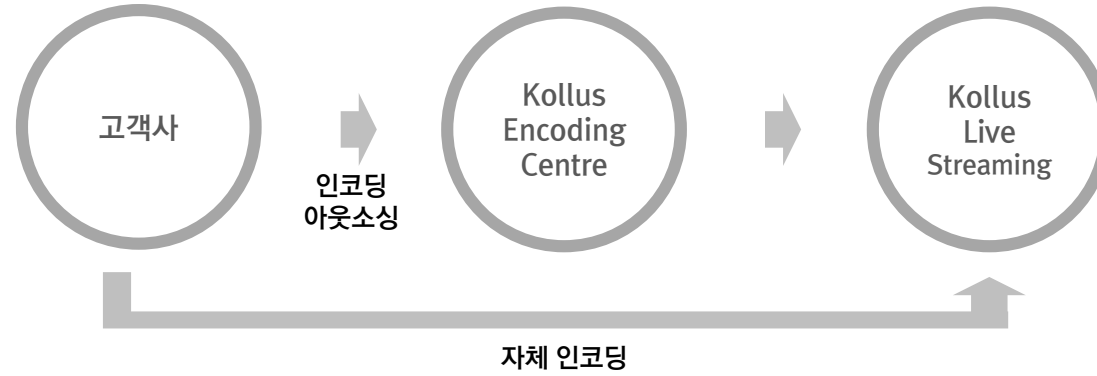 고객사
인코딩
아웃소싱
Kollus
Encoding
Centre
Kollus
Live
Streaming
자체 인코딩